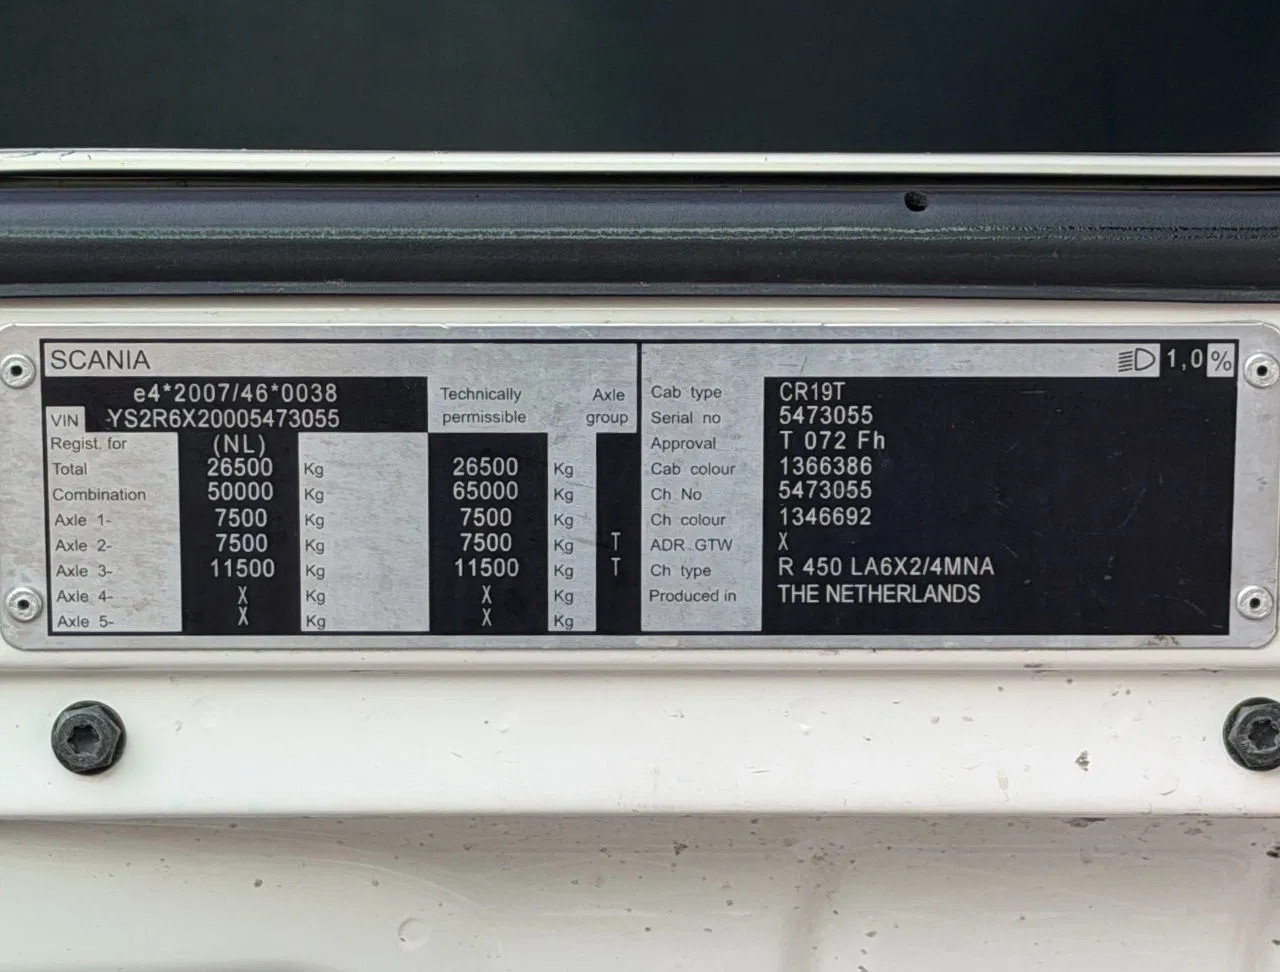 SCANIA
1,0 %
e4*2007/46*0038
VIN YS2R6X20005473055
Technically permissible
Axle group
Regist. for (NL)
Total 26500 Kg 26500 Kg
Combination 50000 Kg 65000 Kg
Axle 1- 7500 Kg 7500 Kg
Axle 2- 7500 Kg 7500 Kg T
Axle 3- 11500 Kg 11500 Kg T
Axle 4- X Kg X Kg
Axle 5- X Kg X Kg
Cab type CR19T
Serial no 5473055
Approval T 072 Fh
Cab colour 1366386
Ch No 5473055
Ch colour 1346692
ADR GTW X
Ch type R 450 LA6X2/4MNA
Produced in THE NETHERLANDS